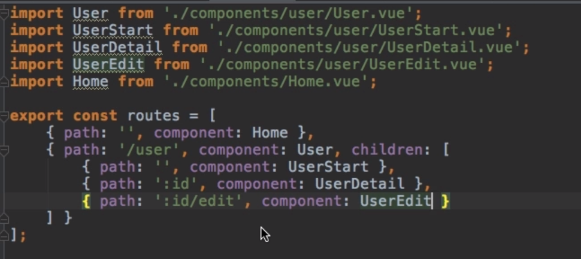 import User from './components/user/User.vue';
import UserStart from './components/user/UserStart.vue';
import UserDetail from './components/user/UserDetail.vue';
import UserEdit from './components/user/UserEdit.vue';
import Home from './components/Home.vue';
export const routes = [
{ path: '', component: Home },
{ path: '/user', component: User, children: [
{ path: '', component: UserStart },
{ path: ':id', component: UserDetail },
{ path: ':id/edit', component: UserEdit }
] }
];